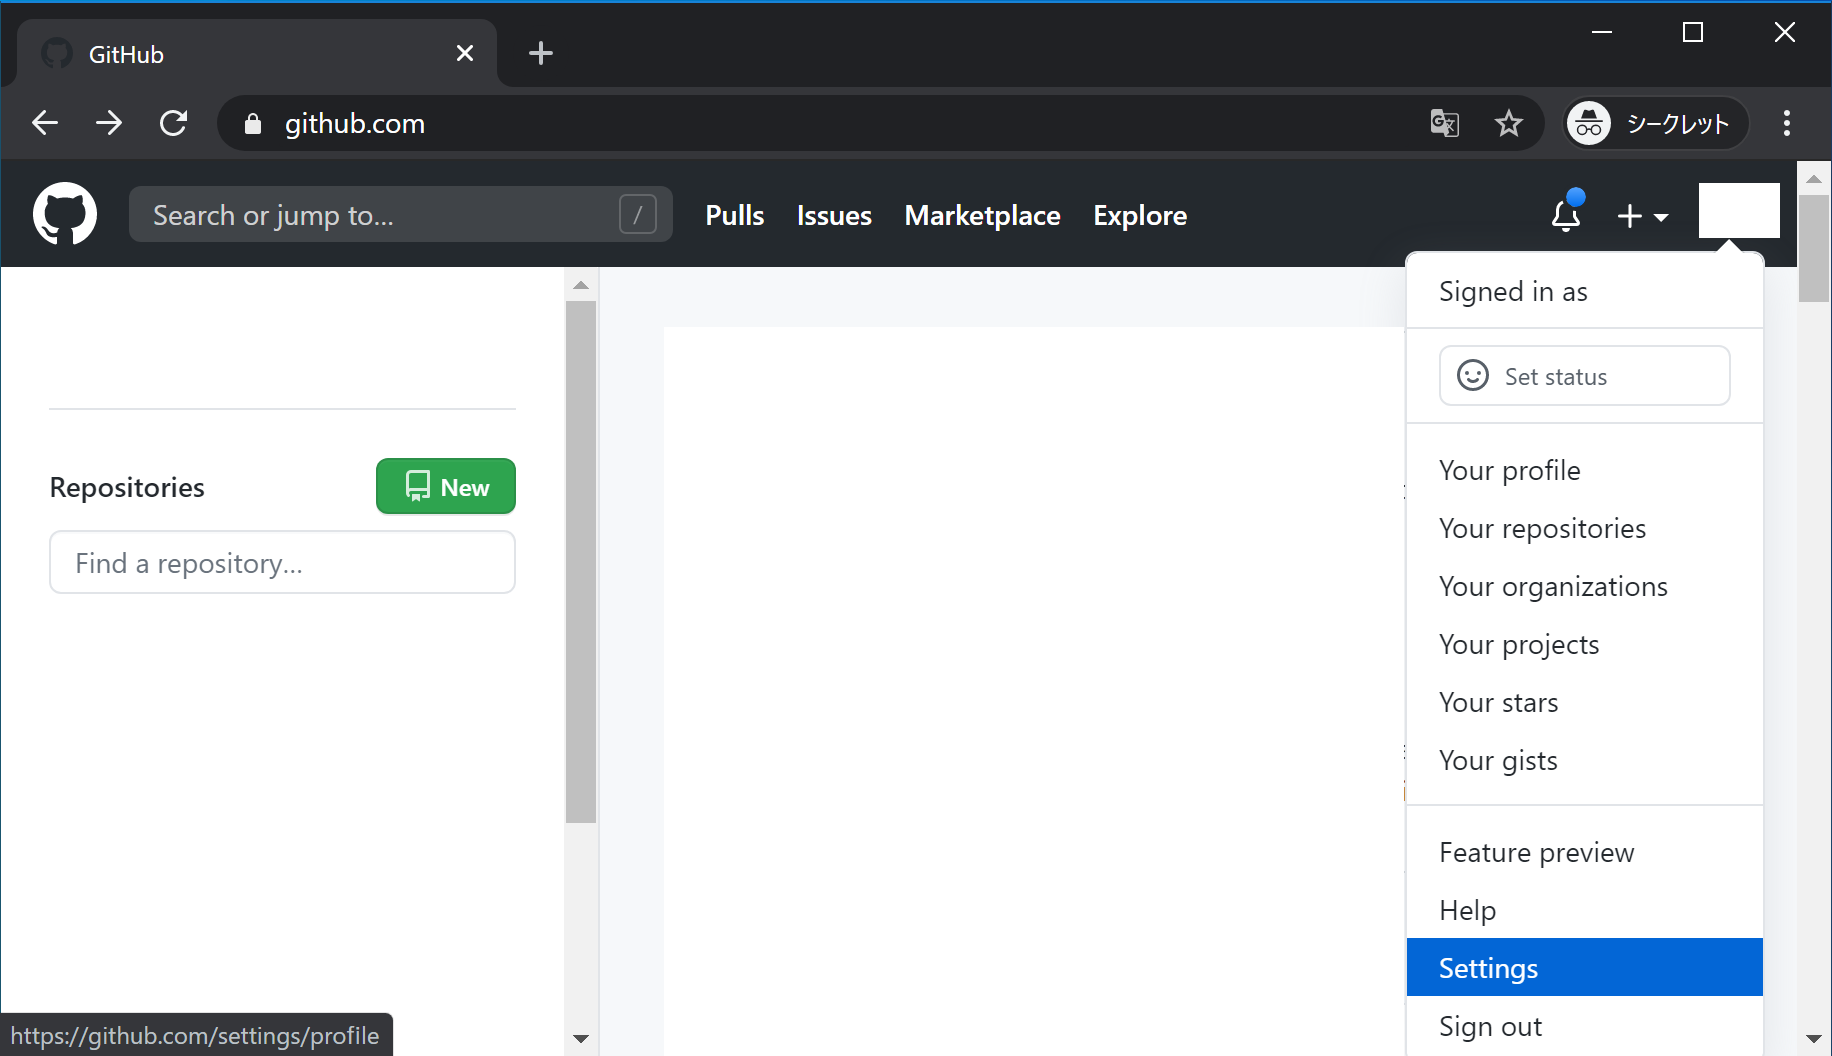 GitHub
github.com
シークレット
Search or jump to...
/
Pulls
Issues
Marketplace
Explore
Signed in as
Set status
Repositories
New
Find a repository...
Your profile
Your repositories
Your organizations
Your projects
Your stars
Your gists
Feature preview
Help
Settings
Sign out
https://github.com/settings/profile